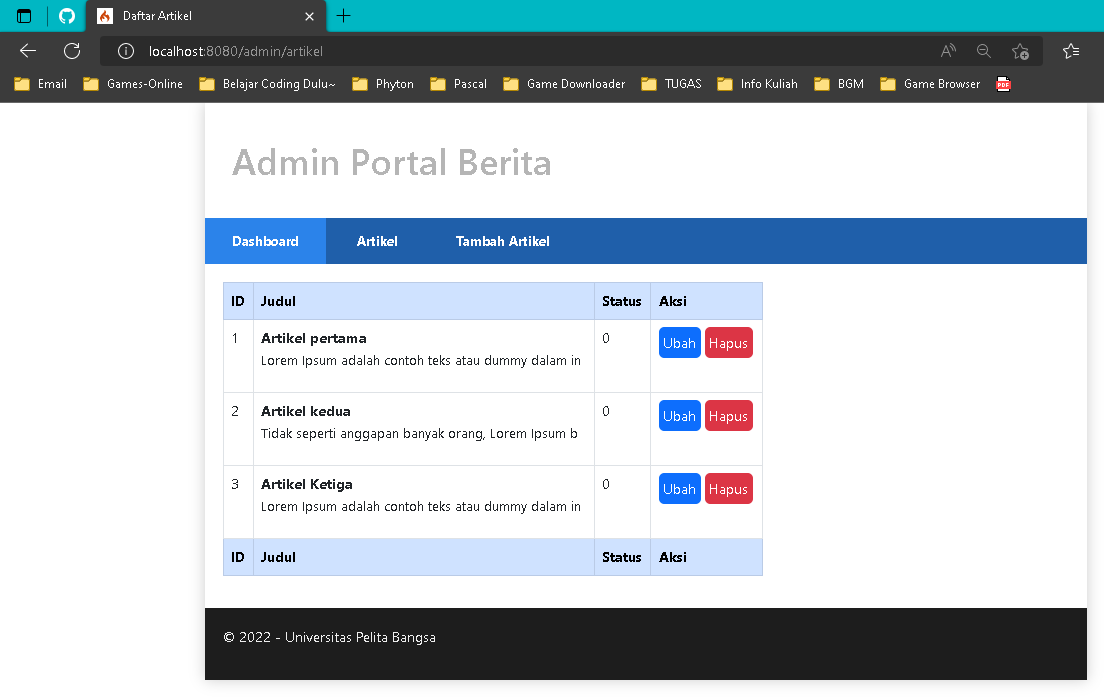 Daftar Artikel
localhost:8080/admin/artikel
Email Games-Online Belajar Coding Dulu~ Phyton Pascal Game Downloader TUGAS Info Kuliah BGM Game Browser PDF
Admin Portal Berita
Dashboard Artikel Tambah Artikel
ID Judul Status Aksi
1 Artikel pertama 0 Ubah Hapus
Lorem Ipsum adalah contoh teks atau dummy dalam in
2 Artikel kedua 0 Ubah Hapus
Tidak seperti anggapan banyak orang, Lorem Ipsum b
3 Artikel Ketiga 0 Ubah Hapus
Lorem Ipsum adalah contoh teks atau dummy dalam in
ID Judul Status Aksi
© 2022 - Universitas Pelita Bangsa